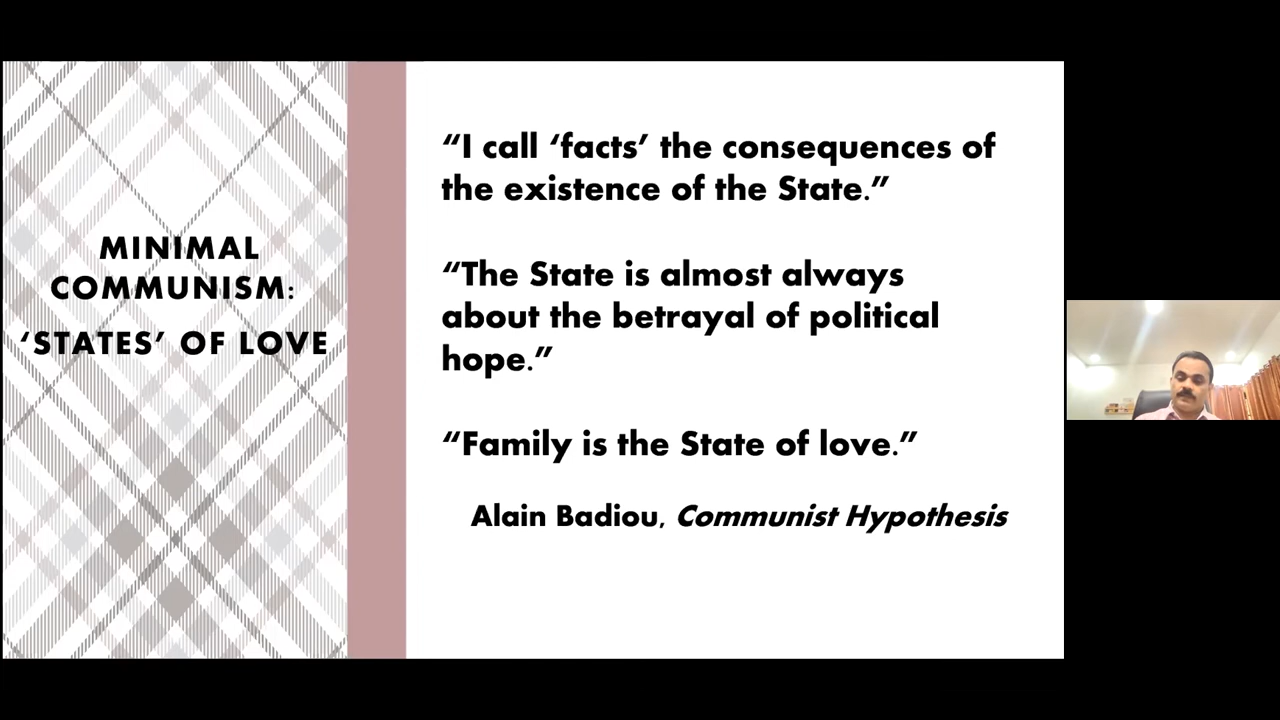 MINIMAL
COMMUNISM:
‘STATES’ OF LOVE
“I call ‘facts’ the consequences of
the existence of the State.”
“The State is almost always
about the betrayal of political
hope.”
“Family is the State of love.”
Alain Badiou, Communist Hypothesis